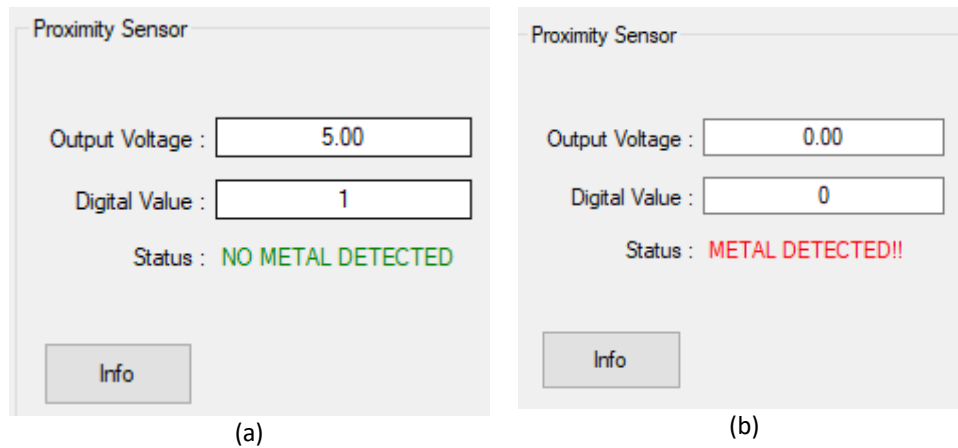 Proximity Sensor
Output Voltage : 5.00
Digital Value : 1
Status : NO METAL DETECTED
Info
(a)
Proximity Sensor
Output Voltage : 0.00
Digital Value : 0
Status : METAL DETECTED!!
Info
(b)